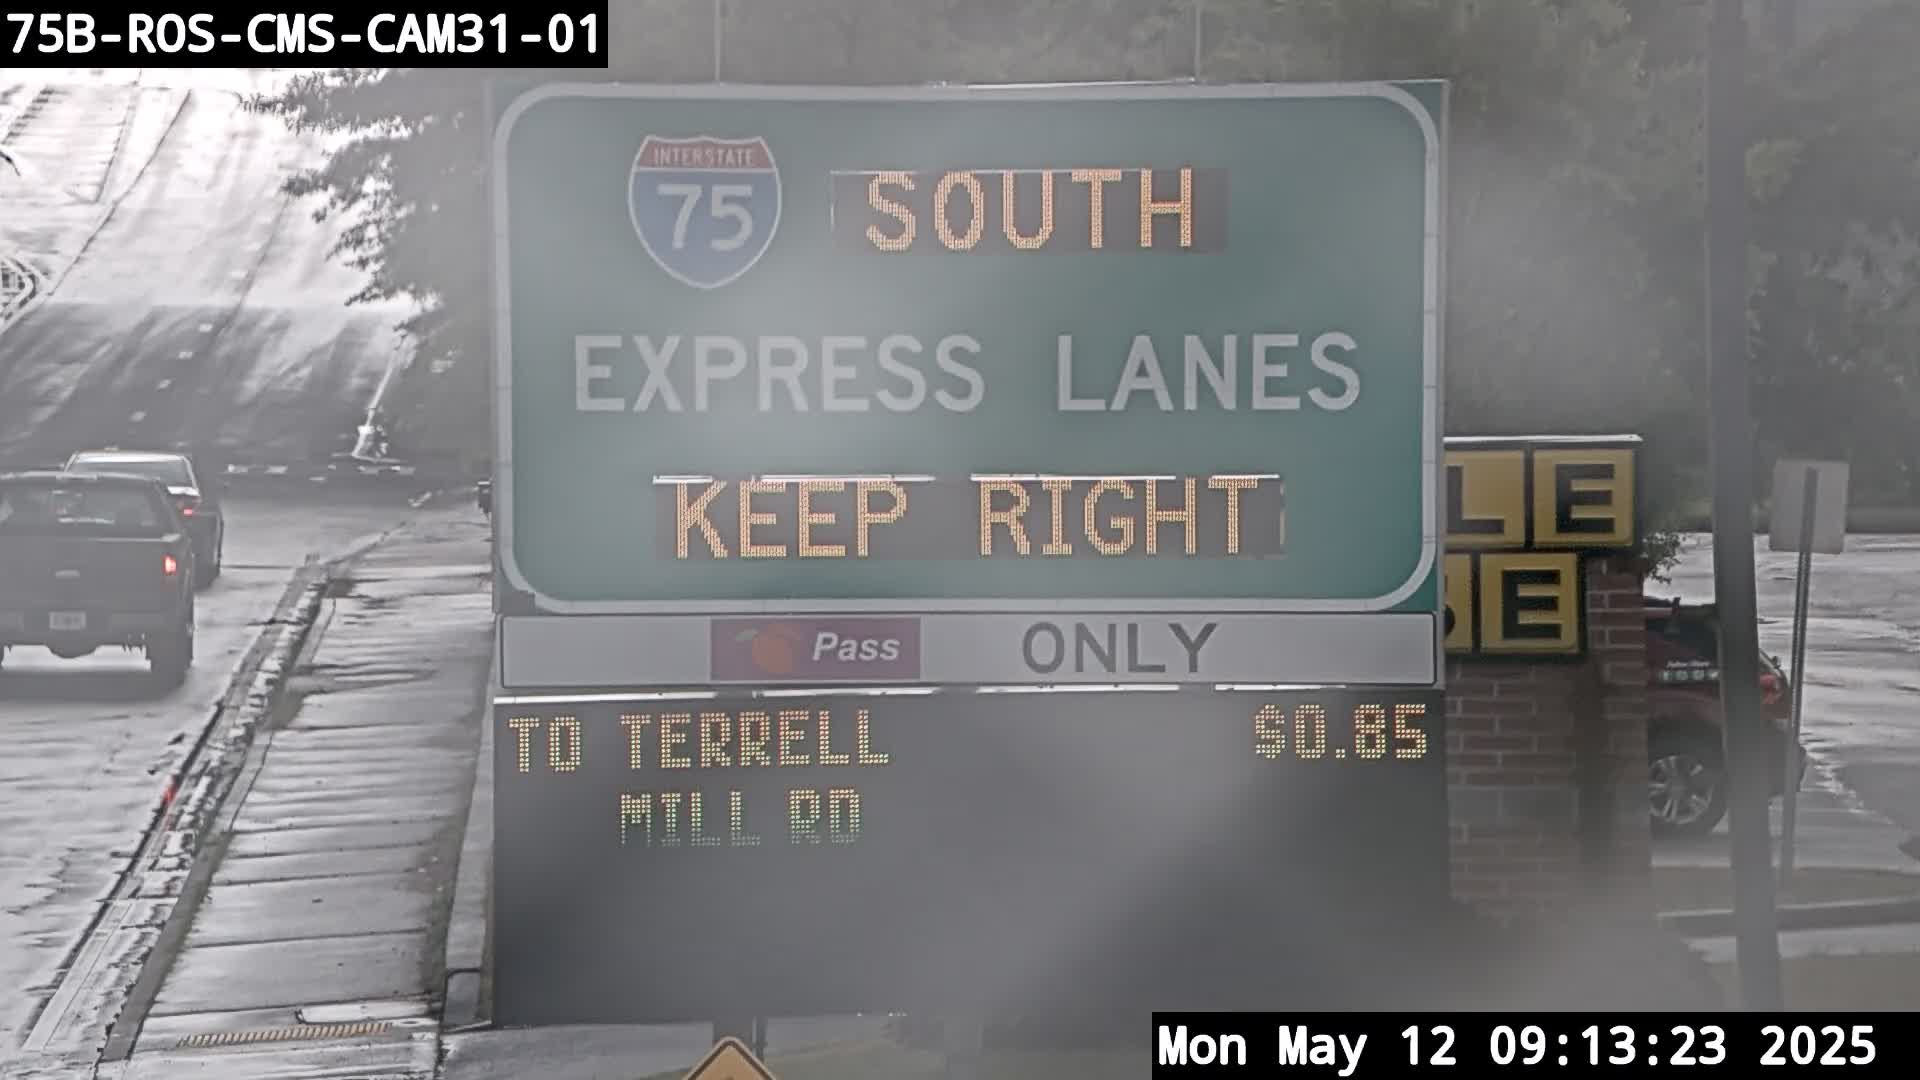 75B-ROS-CMS-CAM31-01
INTERSTATE
75 SOUTH
EXPRESS LANES
KEEP RIGHT
Pass ONLY
TO TERRELL $0.85
MILL RD
LE
E
Mon May 12 09:13:23 2025